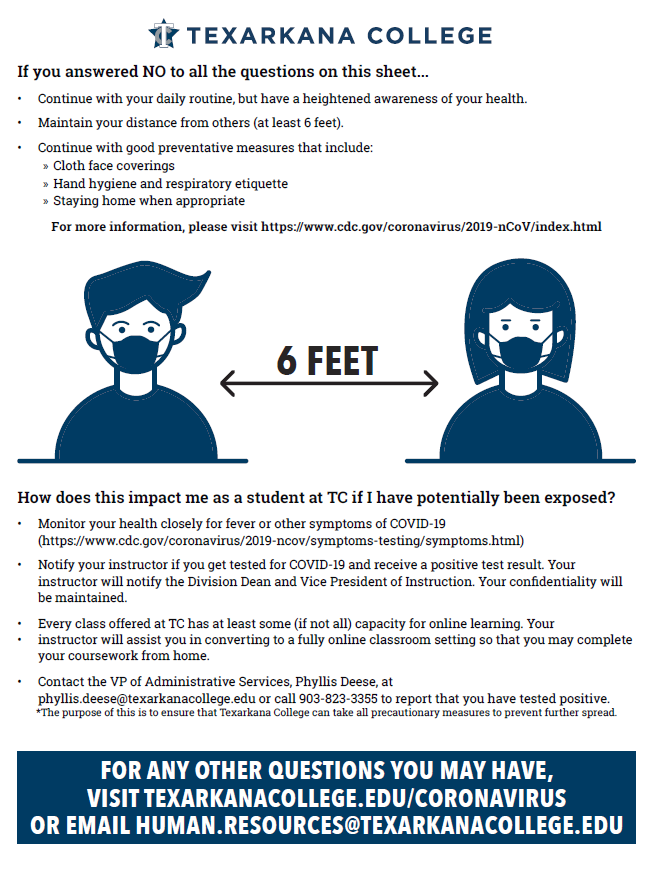 TEXARKANA COLLEGE
If you answered NO to all the questions on this sheet...
• Continue with your daily routine, but have a heightened awareness of your health.
• Maintain your distance from others (at least 6 feet).
• Continue with good preventative measures that include:
» Cloth face coverings
» Hand hygiene and respiratory etiquette
» Staying home when appropriate
For more information, please visit https://www.cdc.gov/coronavirus/2019-nCoV/index.html
6 FEET
How does this impact me as a student at TC if I have potentially been exposed?
• Monitor your health closely for fever or other symptoms of COVID-19
(https://www.cdc.gov/coronavirus/2019-ncov/symptoms-testing/symptoms.html)
• Notify your instructor if you get tested for COVID-19 and receive a positive test result. Your
instructor will notify the Division Dean and Vice President of Instruction. Your confidentiality will
be maintained.
• Every class offered at TC has at least some (if not all) capacity for online learning. Your
• instructor will assist you in converting to a fully online classroom setting so that you may complete
your coursework from home.
• Contact the VP of Administrative Services, Phyllis Deese, at
phyllis.deese@texarkanacollege.edu or call 903-823-3355 to report that you have tested positive.
*The purpose of this is to ensure that Texarkana College can take all precautionary measures to prevent further spread.
FOR ANY OTHER QUESTIONS YOU MAY HAVE,
VISIT TEXARKANACOLLEGE.EDU/CORONAVIRUS
OR EMAIL HUMAN.RESOURCES@TEXARKANACOLLEGE.EDU